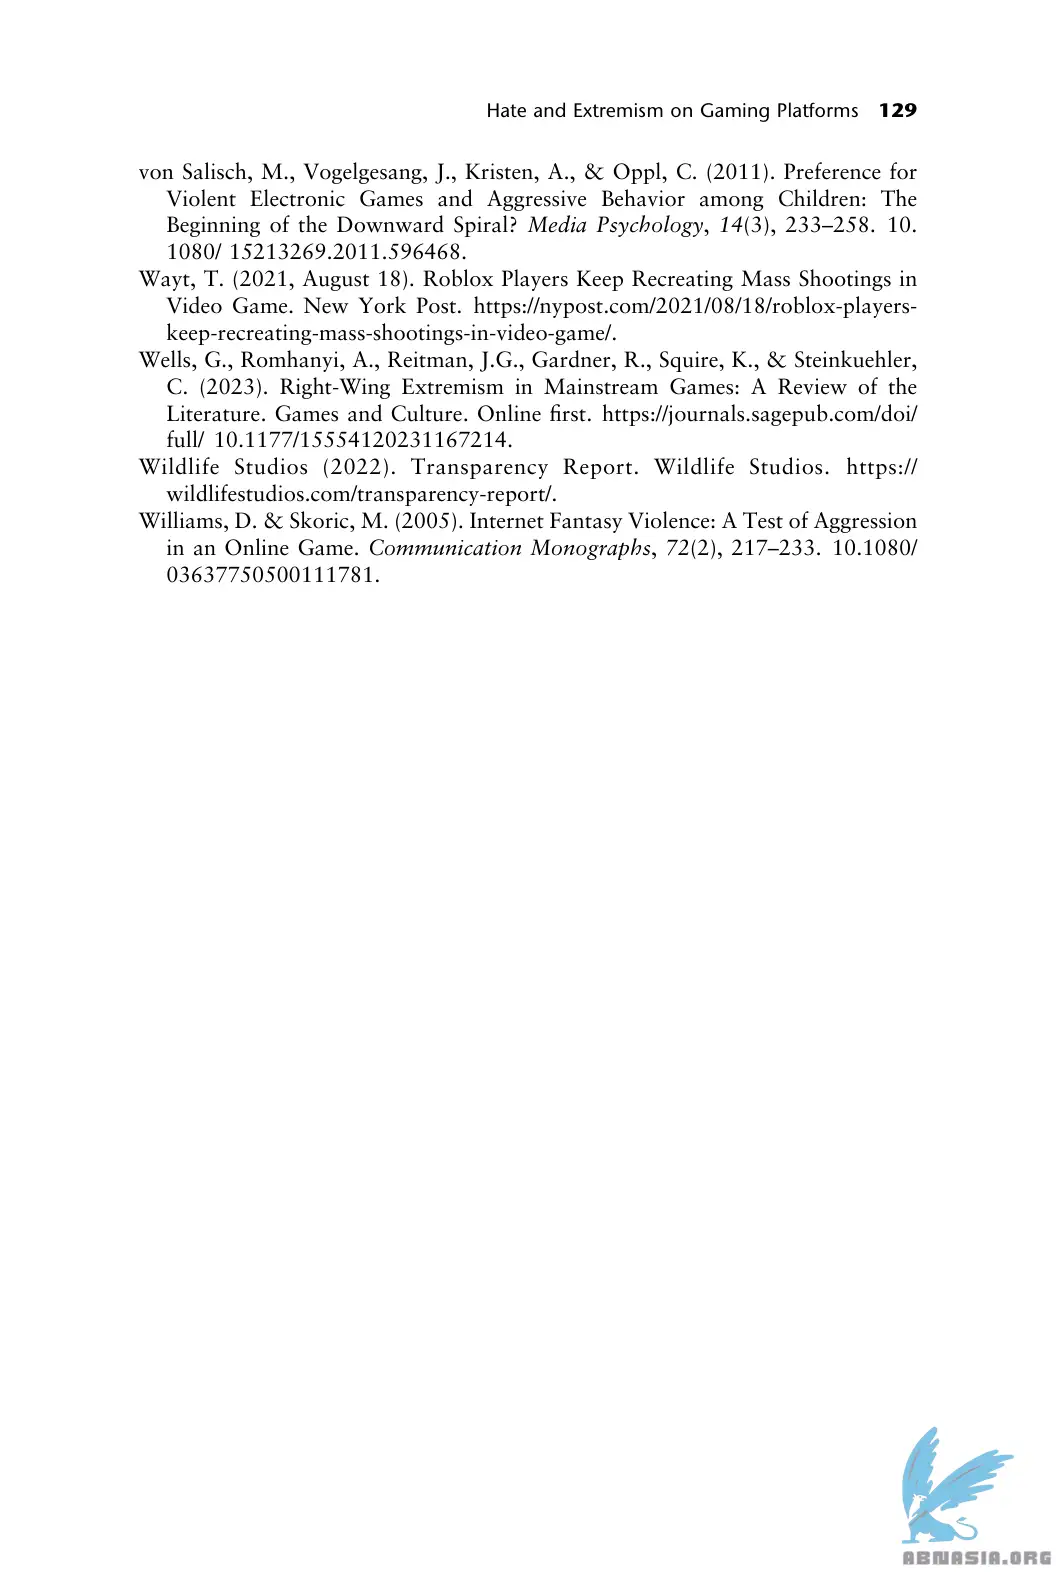 Hate and Extremism on Gaming Platforms 129
von Salisch, M., Vogelgesang, J., Kristen, A., & Oppl, C. (2011). Preference for
Violent Electronic Games and Aggressive Behavior among Children: The
Beginning of the Downward Spiral? Media Psychology, 14(3), 233–258. 10.
1080/ 15213269.2011.596468.
Wayt, T. (2021, August 18). Roblox Players Keep Recreating Mass Shootings in
Video Game. New York Post. https://nypost.com/2021/08/18/roblox-players-
keep-recreating-mass-shootings-in-video-game/.
Wells, G., Romhanyi, A., Reitman, J.G., Gardner, R., Squire, K., & Steinkuehler,
C. (2023). Right-Wing Extremism in Mainstream Games: A Review of the
Literature. Games and Culture. Online first. https://journals.sagepub.com/doi/
full/ 10.1177/15554120231167214.
Wildlife Studios (2022). Transparency Report. Wildlife Studios. https://
wildlifestudios.com/transparency-report/.
Williams, D. & Skoric, M. (2005). Internet Fantasy Violence: A Test of Aggression
in an Online Game. Communication Monographs, 72(2), 217–233. 10.1080/
03637750500111781.
ABNASIA.ORG